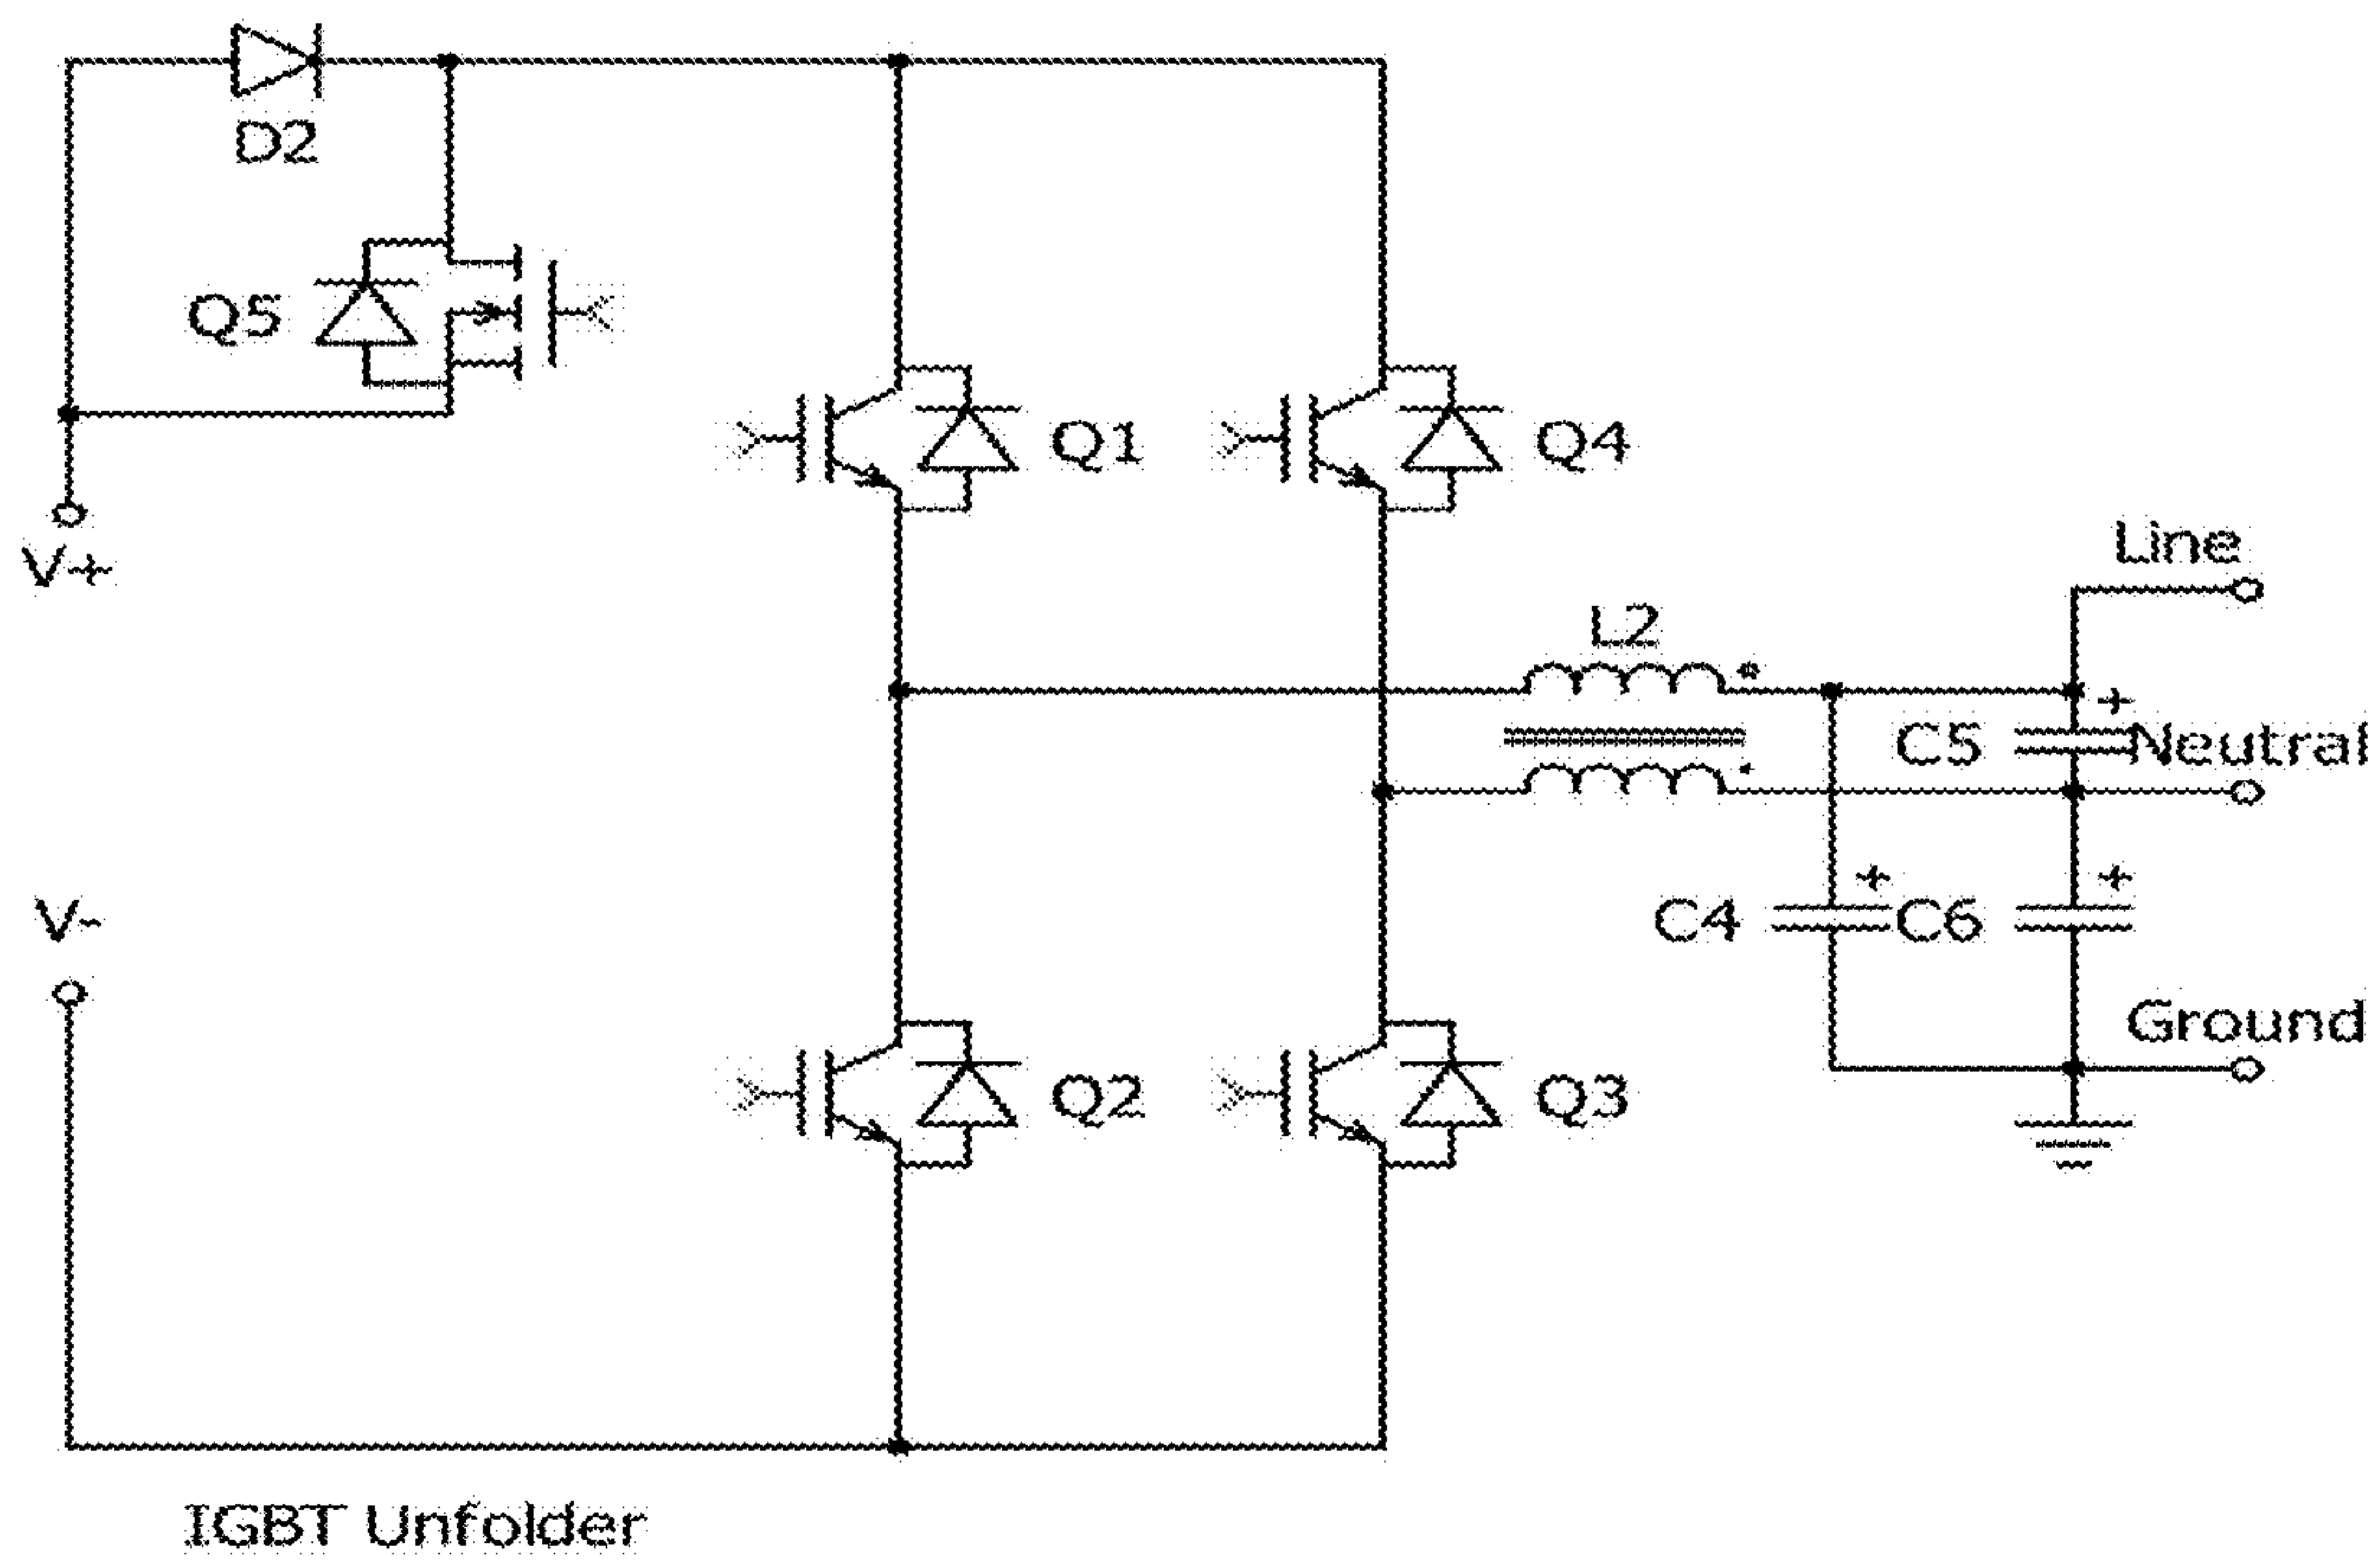 D2
Q5
Q1
Q4
V+
Line
L2
+
C5
Neutral
V-
+
+
C4
C6
Ground
Q2
Q3
IGBT Unfolder